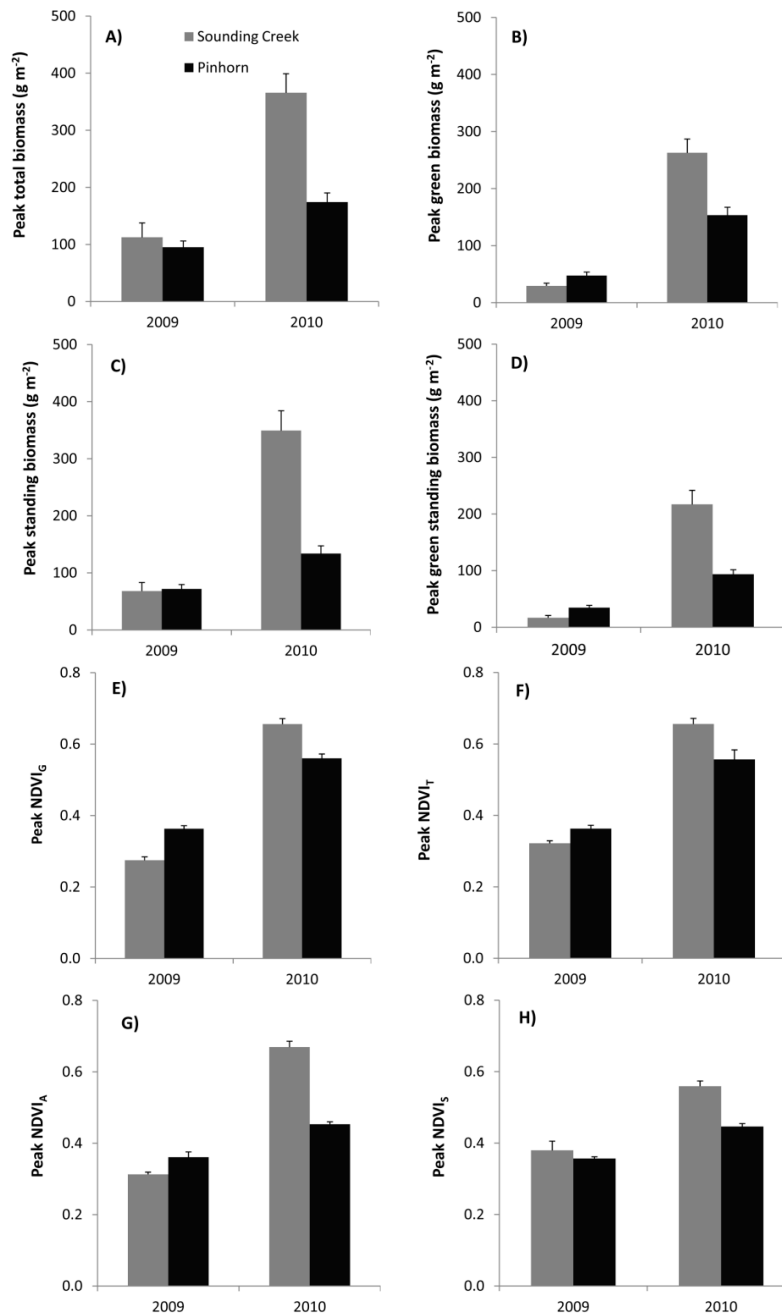 A)
Sounding Creek
Pinhorn
Peak total biomass (g m⁻²)
500
400
300
200
100
0
2009 2010
B)
Peak green biomass (g m⁻²)
500
400
300
200
100
0
2009 2010
C)
Peak standing biomass (g m⁻²)
500
400
300
200
100
0
2009 2010
D)
Peak green standing biomass (g m⁻²)
500
400
300
200
100
0
2009 2010
E)
Peak NDVI_G
0.8
0.6
0.4
0.2
0.0
2009 2010
F)
Peak NDVI_T
0.8
0.6
0.4
0.2
0.0
2009 2010
G)
Peak NDVI_A
0.8
0.6
0.4
0.2
0.0
2009 2010
H)
Peak NDVI_S
0.8
0.6
0.4
0.2
0.0
2009 2010